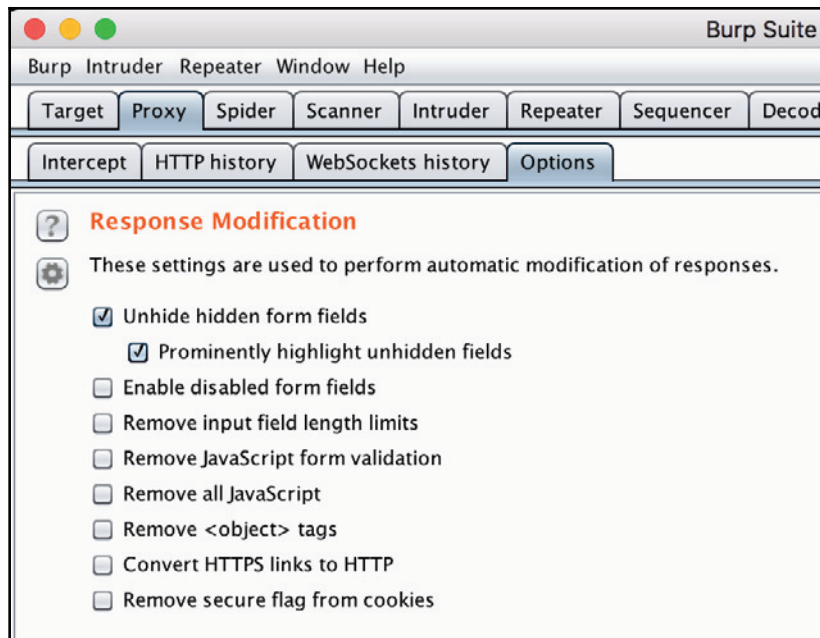 Burp Suite
Burp Intruder Repeater Window Help
Target Proxy Spider Scanner Intruder Repeater Sequencer Decod
Intercept HTTP history WebSockets history Options
? Response Modification
These settings are used to perform automatic modification of responses.
Unhide hidden form fields
Prominently highlight unhidden fields
Enable disabled form fields
Remove input field length limits
Remove JavaScript form validation
Remove all JavaScript
Remove <object> tags
Convert HTTPS links to HTTP
Remove secure flag from cookies